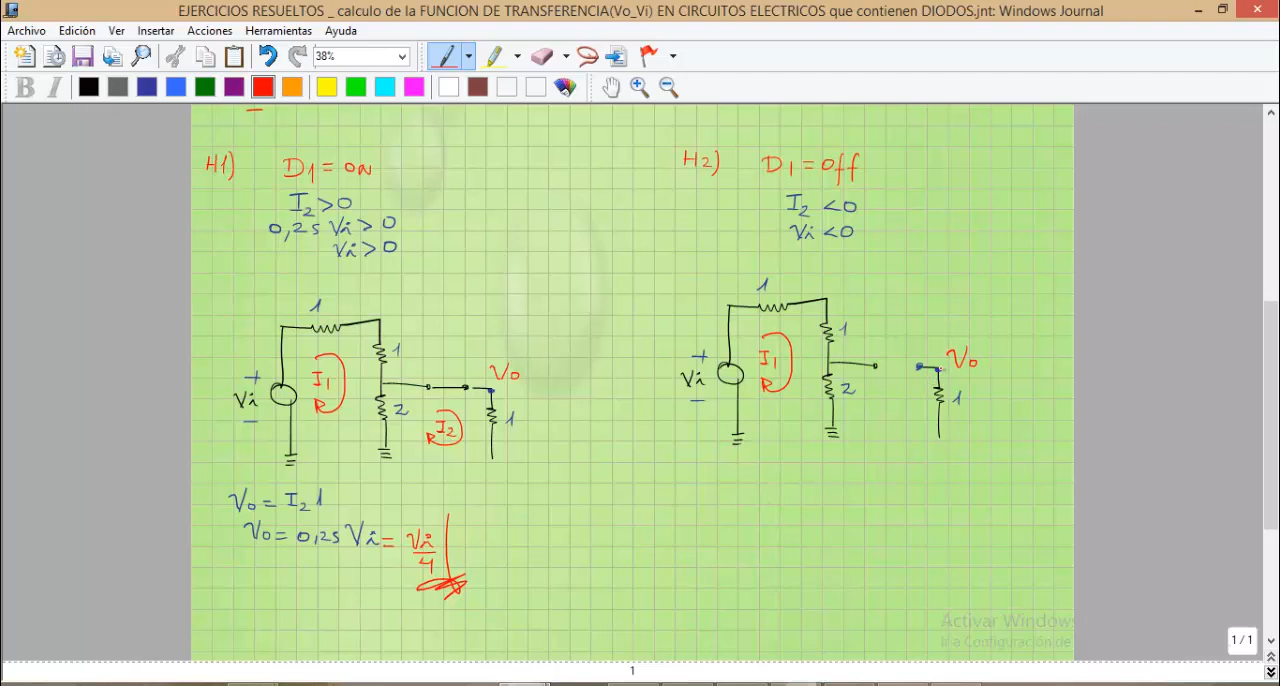 EJERCICIOS RESUELTOS _ calculo de la FUNCION DE TRANSFERENCIA(Vo_Vi) EN CIRCUITOS ELECTRICOS que contienen DIODOS.jnt: Windows Journal
Archivo Edición Ver Insertar Acciones Herramientas Ayuda
38%
B I
H1) D1 = ON
I2 > 0
0,25 Vi > 0
Vi > 0
1
1
+
Vi
-
I1
2
I2
Vo
1
Vo = I2 1
Vo = 0,25 Vi = Vi/4
H2) D1 = Off
I2 < 0
Vi < 0
1
1
+
Vi
-
I1
2
Vo
1
Activar Windows
Ir a Configuración de
1 / 1
1